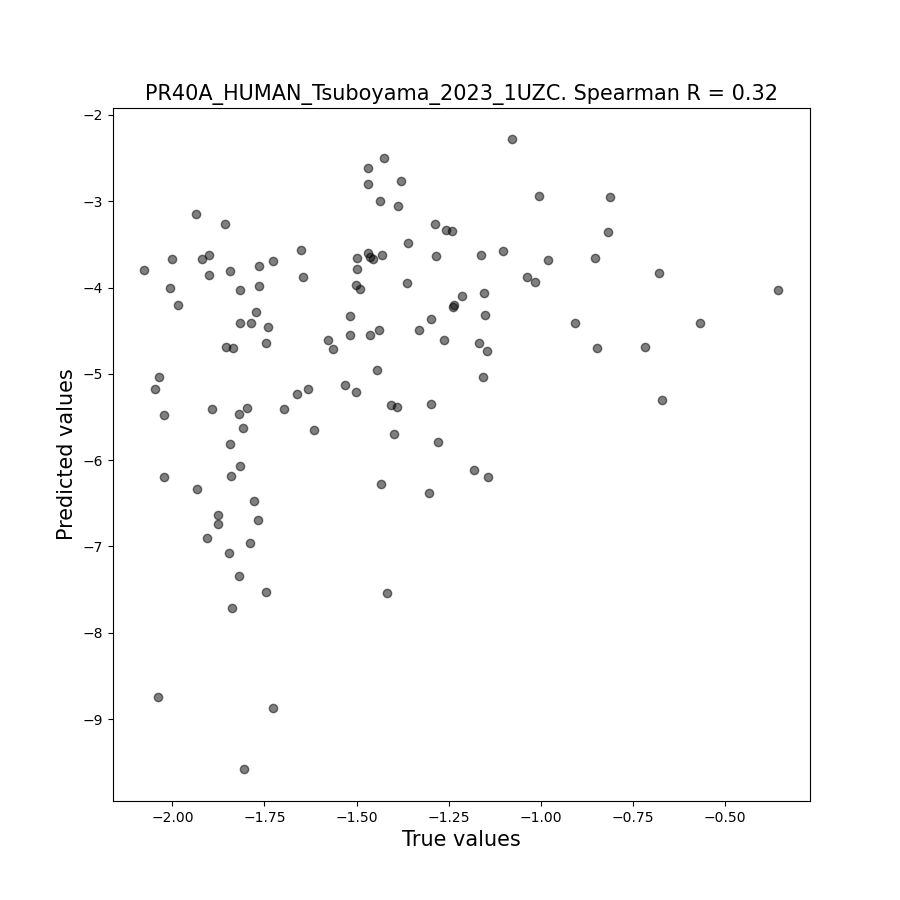 PR40A_HUMAN_Tsuboyama_2023_1UZC. Spearman R = 0.32
−2
−3
−4
−5
−6
−7
−8
−9
Predicted values
−2.00 −1.75 −1.50 −1.25 −1.00 −0.75 −0.50
True values